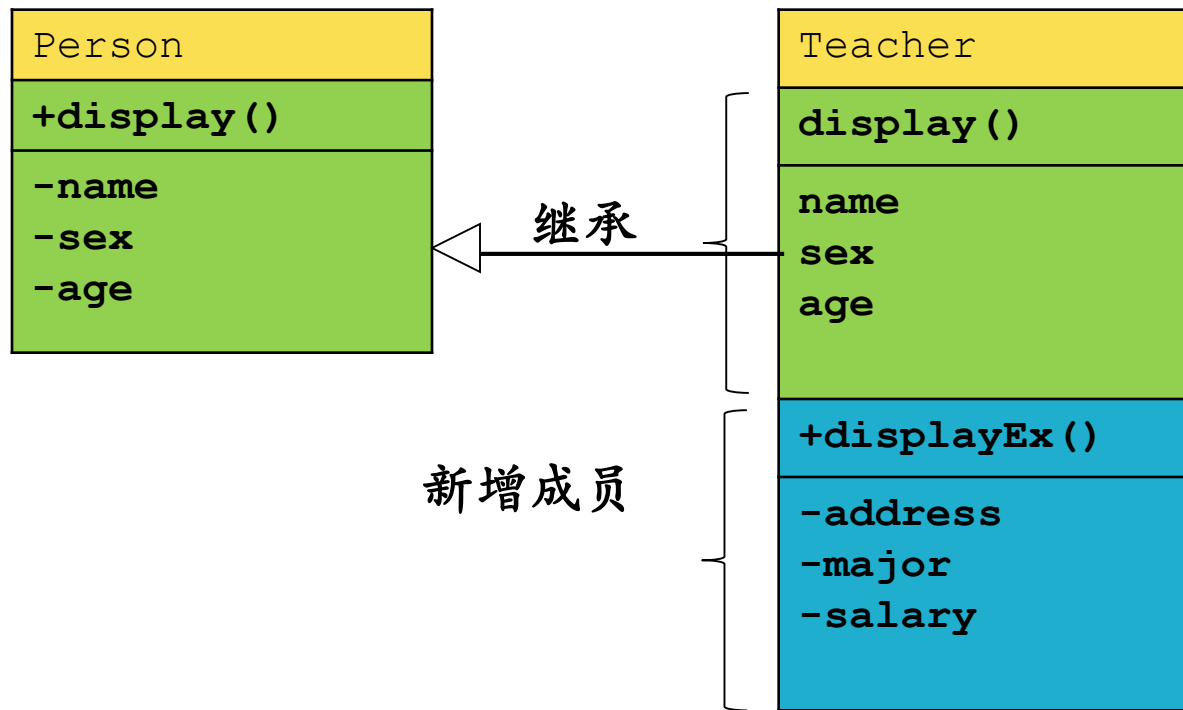 Person
+display()
-name
-sex
-age
继承
新增成员
Teacher
display()
name
sex
age
+displayEx()
-address
-major
-salary